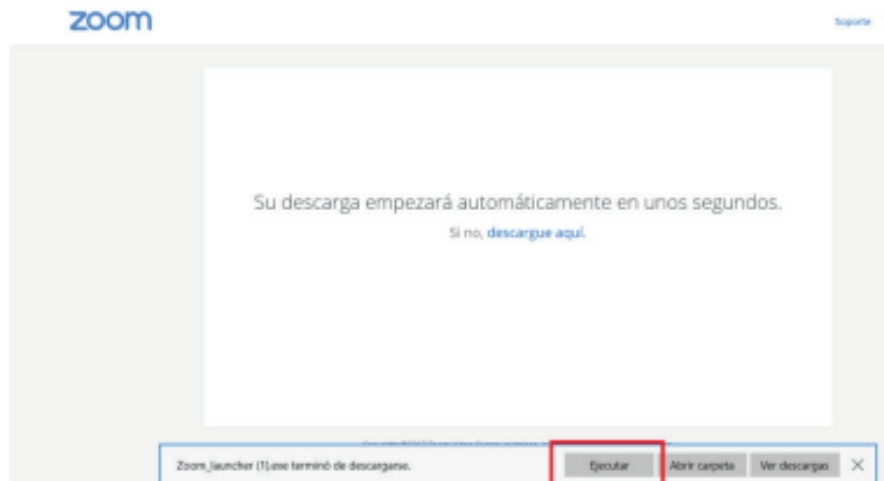 zoom
Soporte
Su descarga empezará automáticamente en unos segundos.
Si no, descargue aquí.
Zoom_launcher (1).exe terminó de descargarse.
Ejecutar
Abrir carpeta
Ver descargas